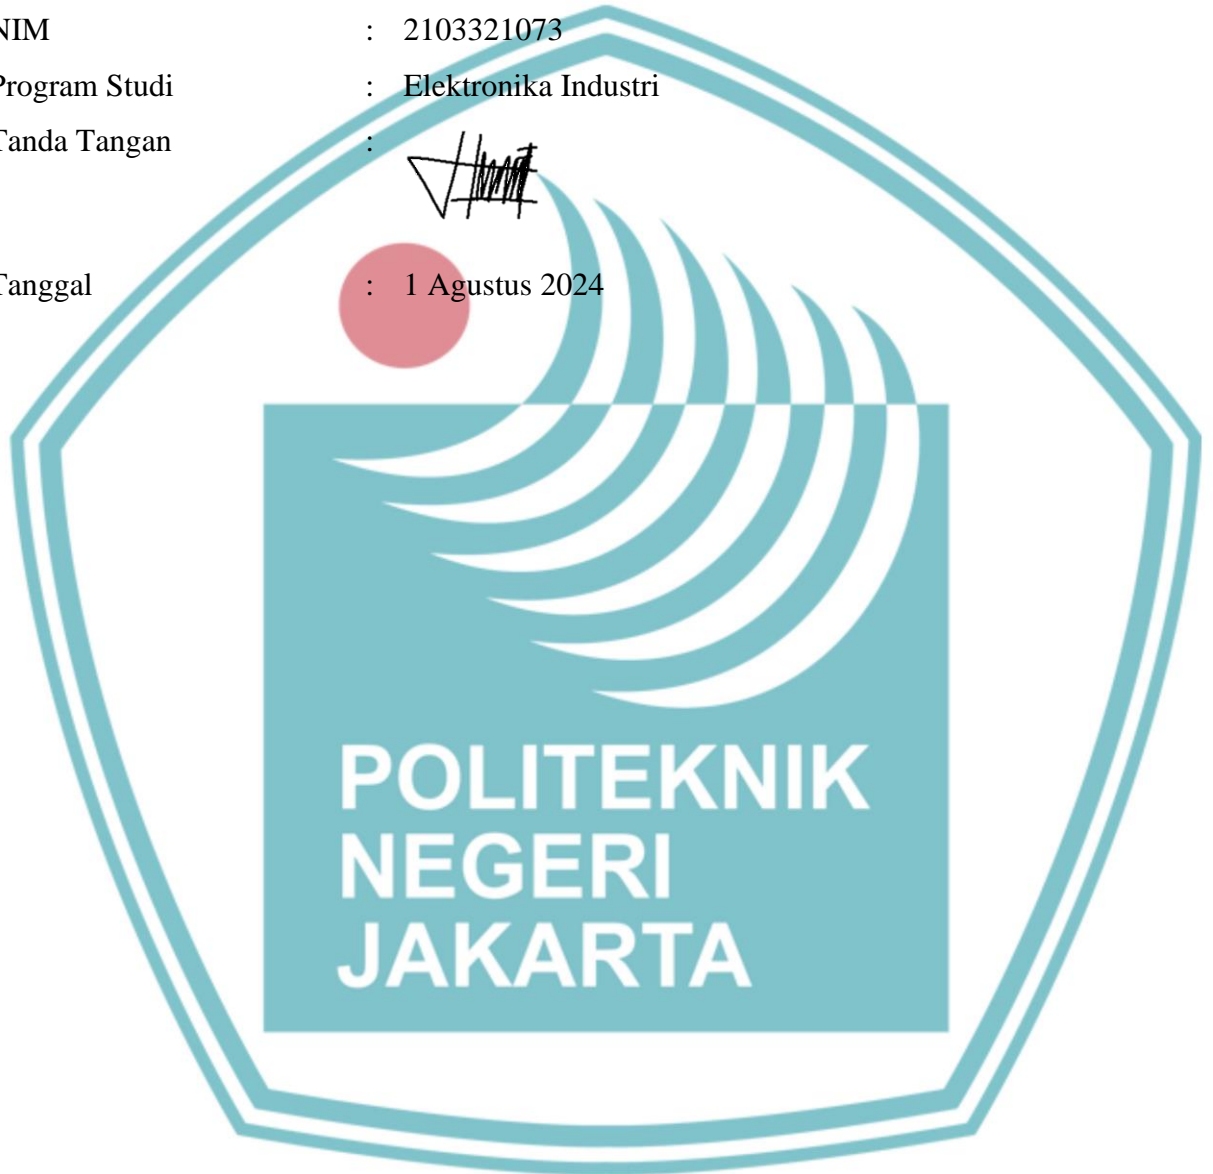 NIM : 2103321073
Program Studi : Elektronika Industri
Tanda Tangan :
Tanggal : 1 Agustus 2024
POLITEKNIK
NEGERI
JAKARTA